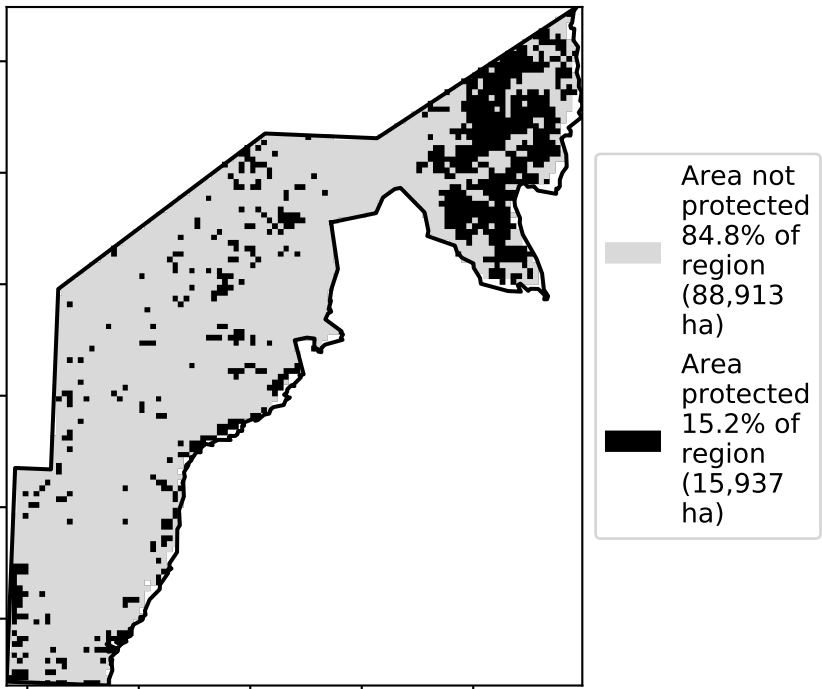 Area not
protected
84.8% of
region
(88,913
ha)
Area
protected
15.2% of
region
(15,937
ha)